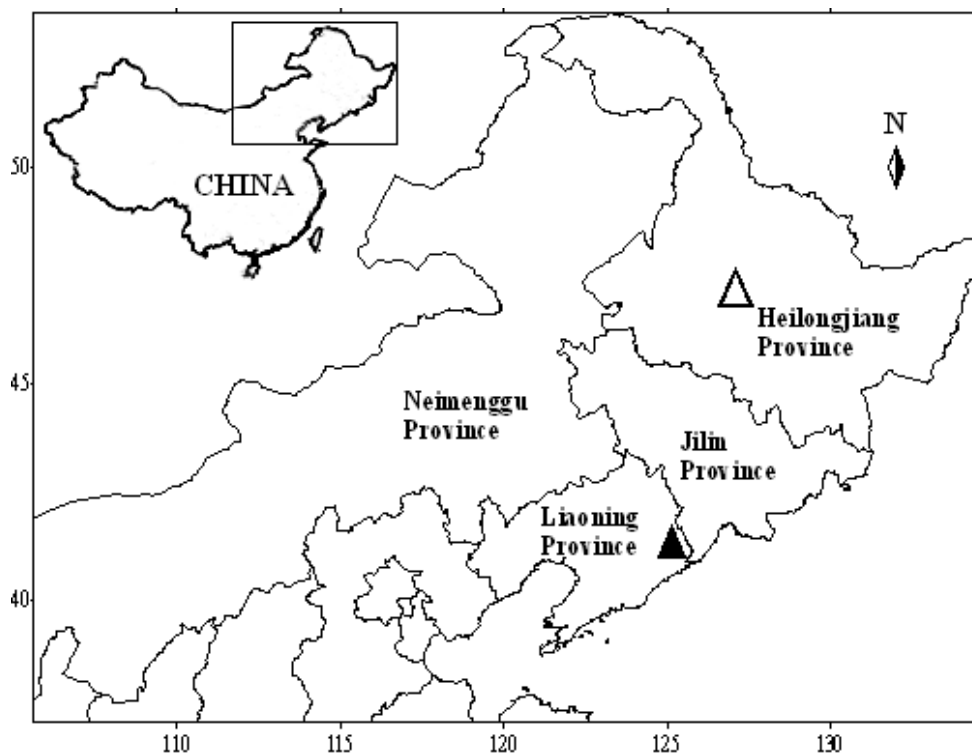 CHINA
N
50
Heilongjiang
Province
45
Neimenggu
Province
Jilin
Province
Liaoning
Province
40
110
115
120
125
130